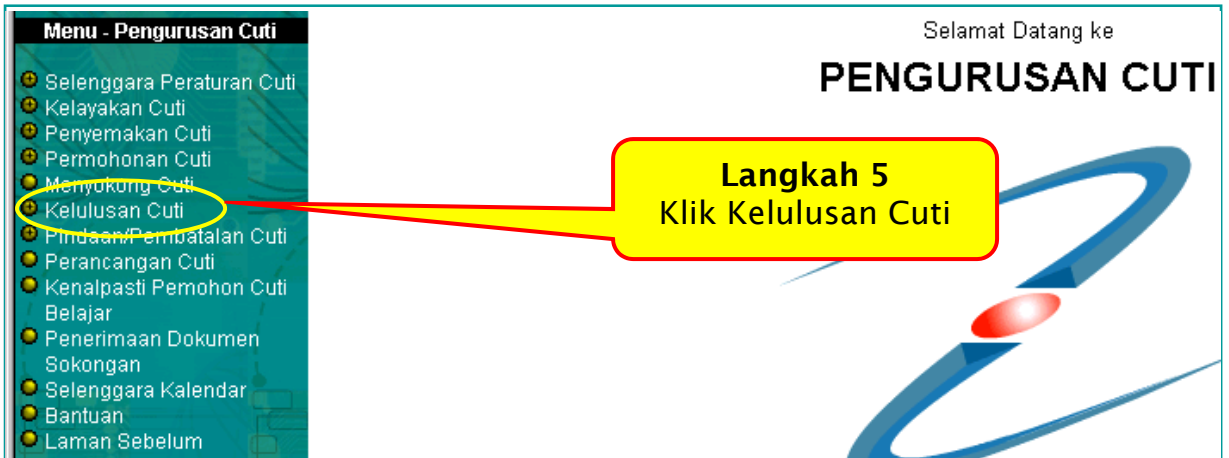 Menu - Pengurusan Cuti
Selenggara Peraturan Cuti
Kelayakan Cuti
Penyemakan Cuti
Permohonan Cuti
Menyokong Cuti
Kelulusan Cuti
Pindaan/Pembatalan Cuti
Perancangan Cuti
Kenalpasti Pemohon Cuti
Belajar
Penerimaan Dokumen
Sokongan
Selenggara Kalendar
Bantuan
Laman Sebelum
Selamat Datang ke
PENGURUSAN CUTI
Langkah 5
Klik Kelulusan Cuti